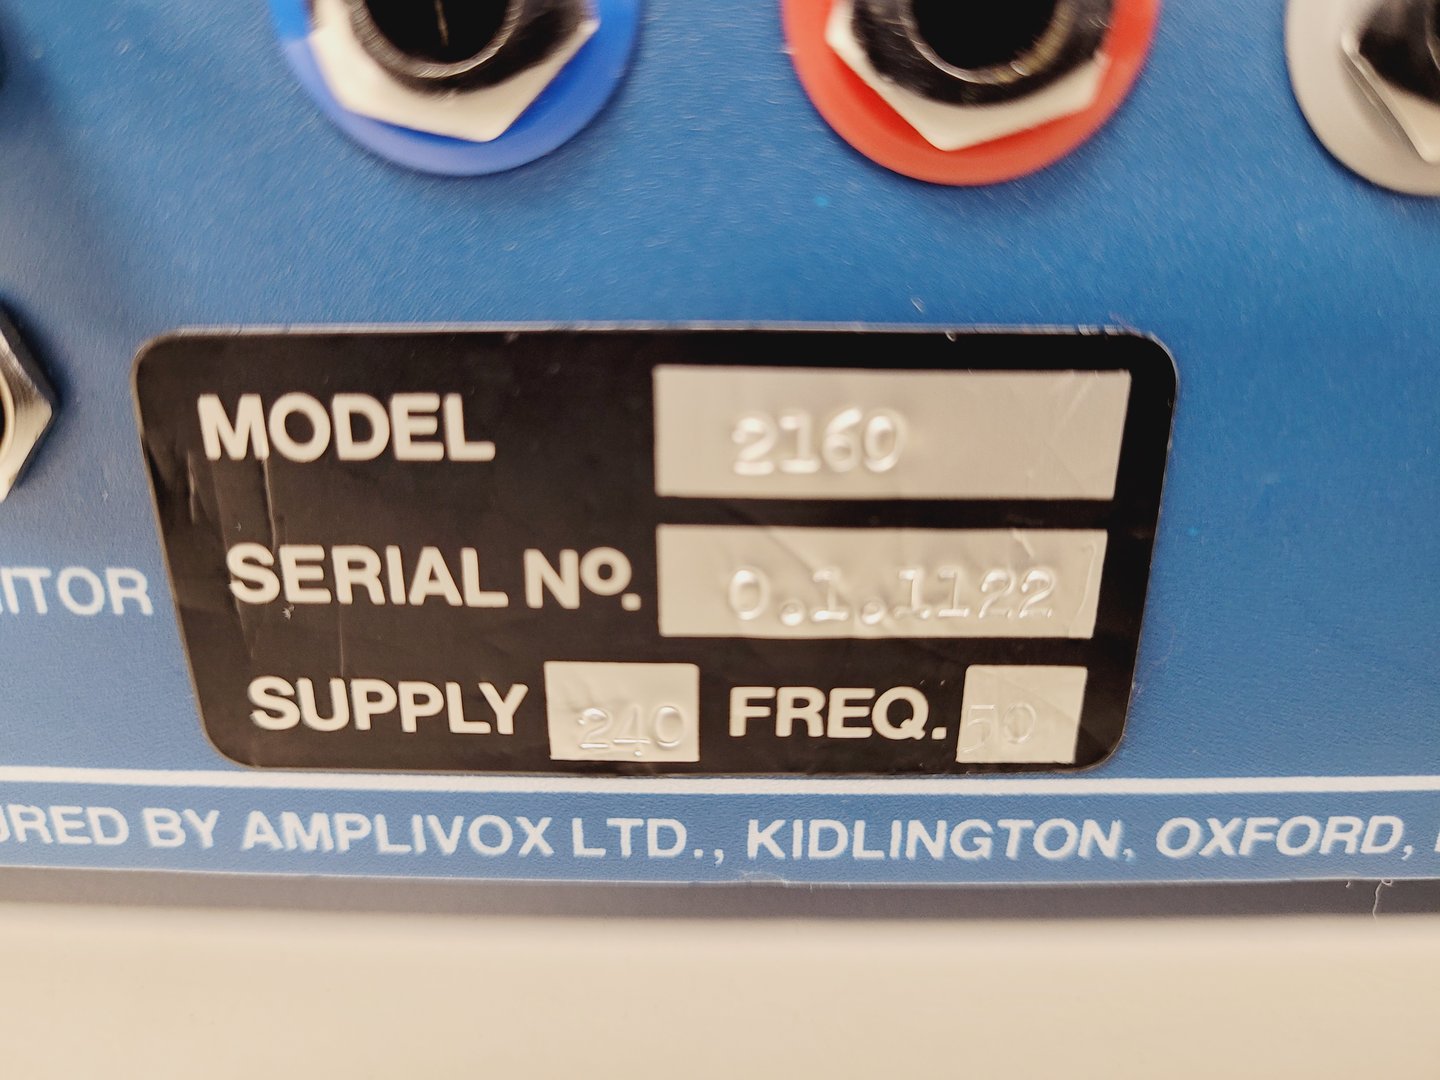 MODEL 2160
SERIAL Nº. 0.1.1122
ITOR
SUPPLY 240 FREQ. 50
URED BY AMPLIVOX LTD., KIDLINGTON, OXFORD,